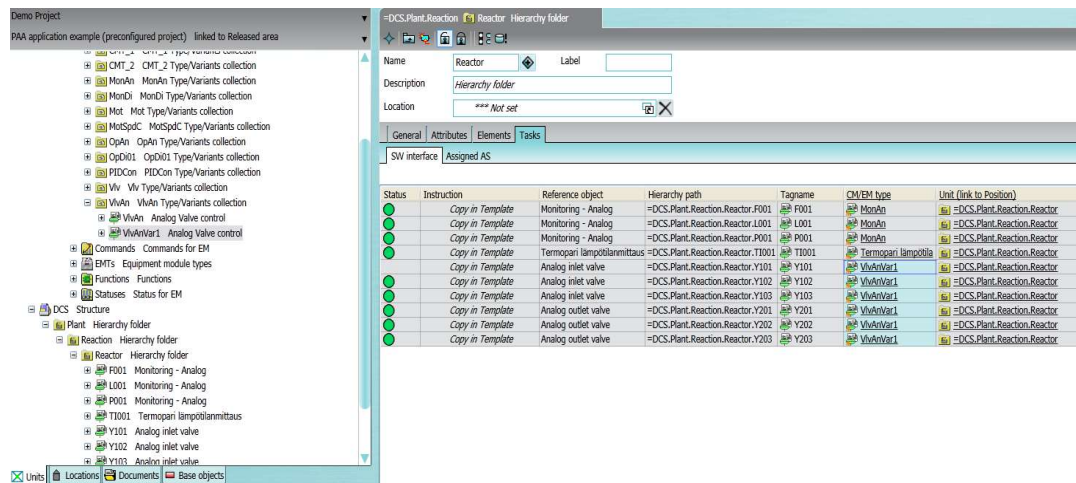 Demo Project
PAA application example (preconfigured project) linked to Released area
CMT_1 CMT_1 Type/Variants collection
CMT_2 CMT_2 Type/Variants collection
MonAn MonAn Type/Variants collection
MonDi MonDi Type/Variants collection
Mot Mot Type/Variants collection
MotSpdC MotSpdC Type/Variants collection
OpAn OpAn Type/Variants collection
OpDi01 OpDi01 Type/Variants collection
PIDCon PIDCon Type/Variants collection
Vlv Vlv Type/Variants collection
VlvAn VlvAn Type/Variants collection
VlvAn Analog Valve control
VlvAnVar1 Analog Valve control
Commands Commands for EM
EMTs Equipment module types
Functions Functions
Statuses Status for EM
DCS Structure
Plant Hierarchy folder
Reaction Hierarchy folder
Reactor Hierarchy folder
F001 Monitoring - Analog
L001 Monitoring - Analog
P001 Monitoring - Analog
TI001 Termopari lämpötilanmittaus
Y101 Analog inlet valve
Y102 Analog inlet valve
Y103 Analog inlet valve
Units Locations Documents Base objects
=DCS.Plant.Reaction Reactor Hierarchy folder
Name Reactor Label
Description Hierarchy folder
Location *** Not set
General Attributes Elements Tasks
SW interface Assigned AS
Status Instruction Reference object Hierarchy path Tagname CM/EM type Unit (link to Position)
Copy in Template Monitoring - Analog =DCS.Plant.Reaction.Reactor.F001 F001 MonAn =DCS.Plant.Reaction.Reactor
Copy in Template Monitoring - Analog =DCS.Plant.Reaction.Reactor.L001 L001 MonAn =DCS.Plant.Reaction.Reactor
Copy in Template Monitoring - Analog =DCS.Plant.Reaction.Reactor.P001 P001 MonAn =DCS.Plant.Reaction.Reactor
Copy in Template Termopari lämpötilanmittaus =DCS.Plant.Reaction.Reactor.TI001 TI001 Termopari lämpötila =DCS.Plant.Reaction.Reactor
Copy in Template Analog inlet valve =DCS.Plant.Reaction.Reactor.Y101 Y101 VlvAnVar1 =DCS.Plant.Reaction.Reactor
Copy in Template Analog inlet valve =DCS.Plant.Reaction.Reactor.Y102 Y102 VlvAnVar1 =DCS.Plant.Reaction.Reactor
Copy in Template Analog inlet valve =DCS.Plant.Reaction.Reactor.Y103 Y103 VlvAnVar1 =DCS.Plant.Reaction.Reactor
Copy in Template Analog outlet valve =DCS.Plant.Reaction.Reactor.Y201 Y201 VlvAnVar1 =DCS.Plant.Reaction.Reactor
Copy in Template Analog outlet valve =DCS.Plant.Reaction.Reactor.Y202 Y202 VlvAnVar1 =DCS.Plant.Reaction.Reactor
Copy in Template Analog outlet valve =DCS.Plant.Reaction.Reactor.Y203 Y203 VlvAnVar1 =DCS.Plant.Reaction.Reactor